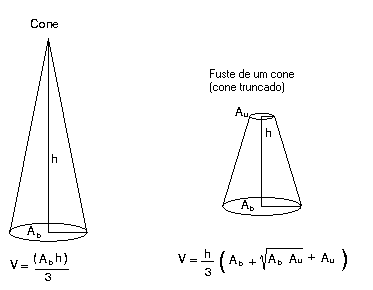 Cone
Fuste de um cone
(cone truncado)
Au
h
h
Ab
Ab
V = (Ab h) / 3
V = h/3 ( Ab + √Ab Au + Au )